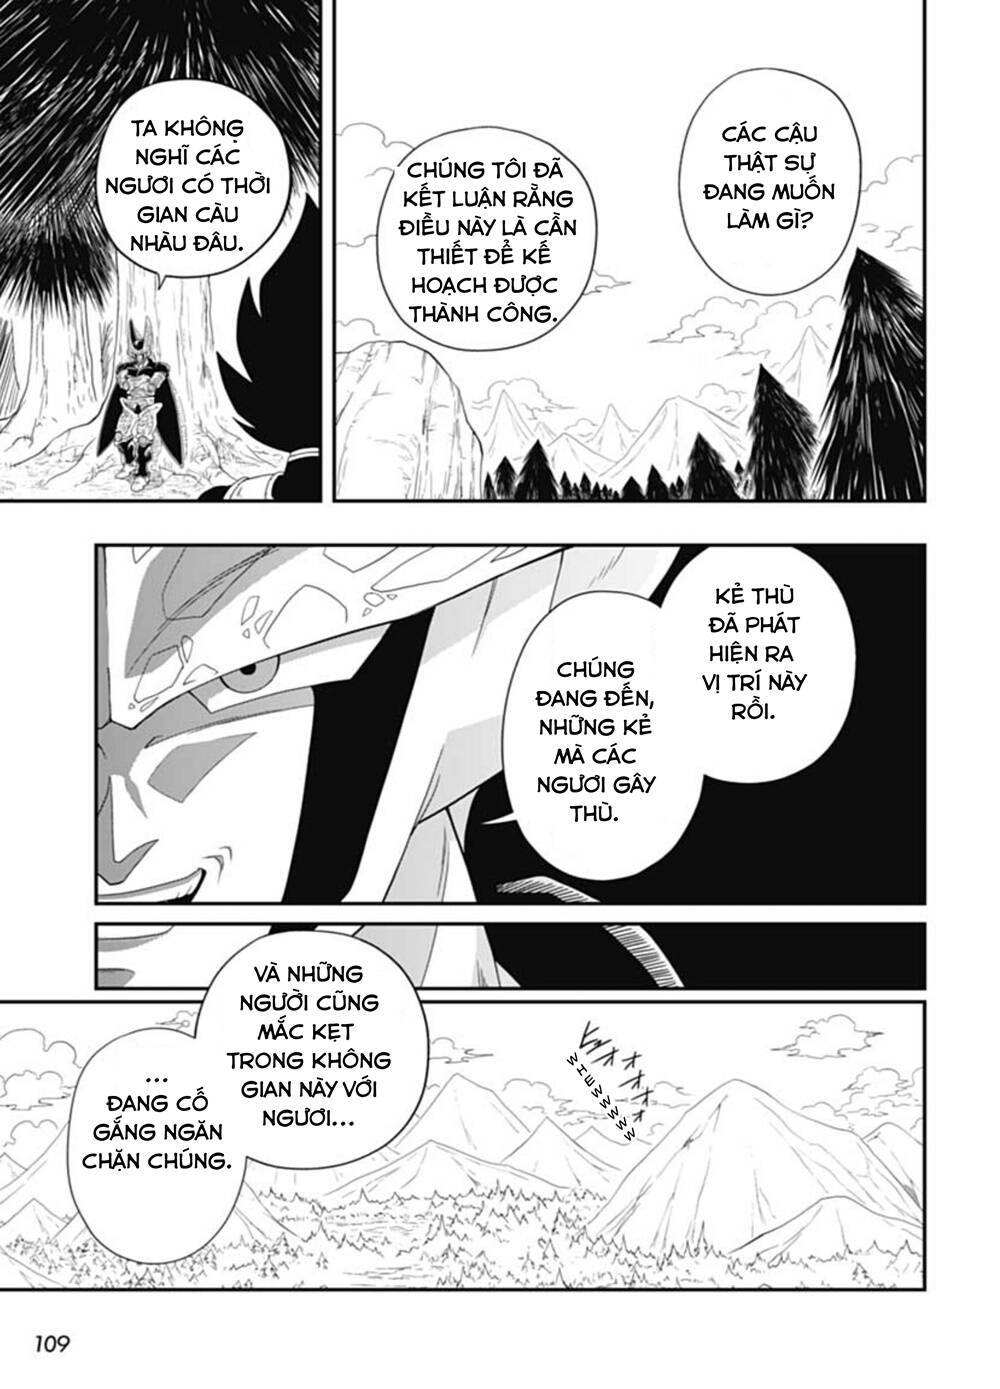 CÁC CẬU
THẬT SỰ
ĐANG MUỐN
LÀM GÌ?
CHÚNG TÔI ĐÃ
KẾT LUẬN RẰNG
ĐIỀU NÀY LÀ CẦN
THIẾT ĐỂ KẾ
HOẠCH ĐƯỢC
THÀNH CÔNG.
TA KHÔNG
NGHĨ CÁC
NGƯƠI CÓ THỜI
GIAN CÀU
NHÀU ĐÂU.
KẺ THÙ
ĐÃ PHÁT
HIỆN RA
VỊ TRÍ NÀY
RỒI.
CHÚNG
ĐANG ĐẾN,
NHỮNG KẺ
MÀ CÁC
NGƯƠI GÂY
THÙ.
VÀ NHỮNG
NGƯỜI CŨNG
MẮC KẸT
TRONG KHÔNG
GIAN NÀY VỚI
NGƯƠI...
...
ĐANG CỐ
GẮNG NGĂN
CHẶN CHÚNG.
109